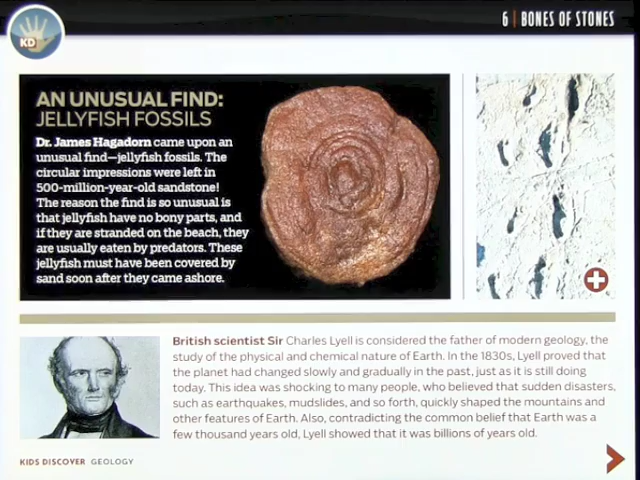 KD
6 | BONES OF STONES
AN UNUSUAL FIND:
JELLYFISH FOSSILS
Dr. James Hagadorn came upon an
unusual find—jellyfish fossils. The
circular impressions were left in
500-million-year-old sandstone!
The reason the find is so unusual is
that jellyfish have no bony parts, and
if they are stranded on the beach, they
are usually eaten by predators. These
jellyfish must have been covered by
sand soon after they came ashore.
British scientist Sir Charles Lyell is considered the father of modern geology, the
study of the physical and chemical nature of Earth. In the 1830s, Lyell proved that
the planet had changed slowly and gradually in the past, just as it is still doing
today. This idea was shocking to many people, who believed that sudden disasters,
such as earthquakes, mudslides, and so forth, quickly shaped the mountains and
other features of Earth. Also, contradicting the common belief that Earth was a
few thousand years old, Lyell showed that it was billions of years old.
KIDS DISCOVER GEOLOGY